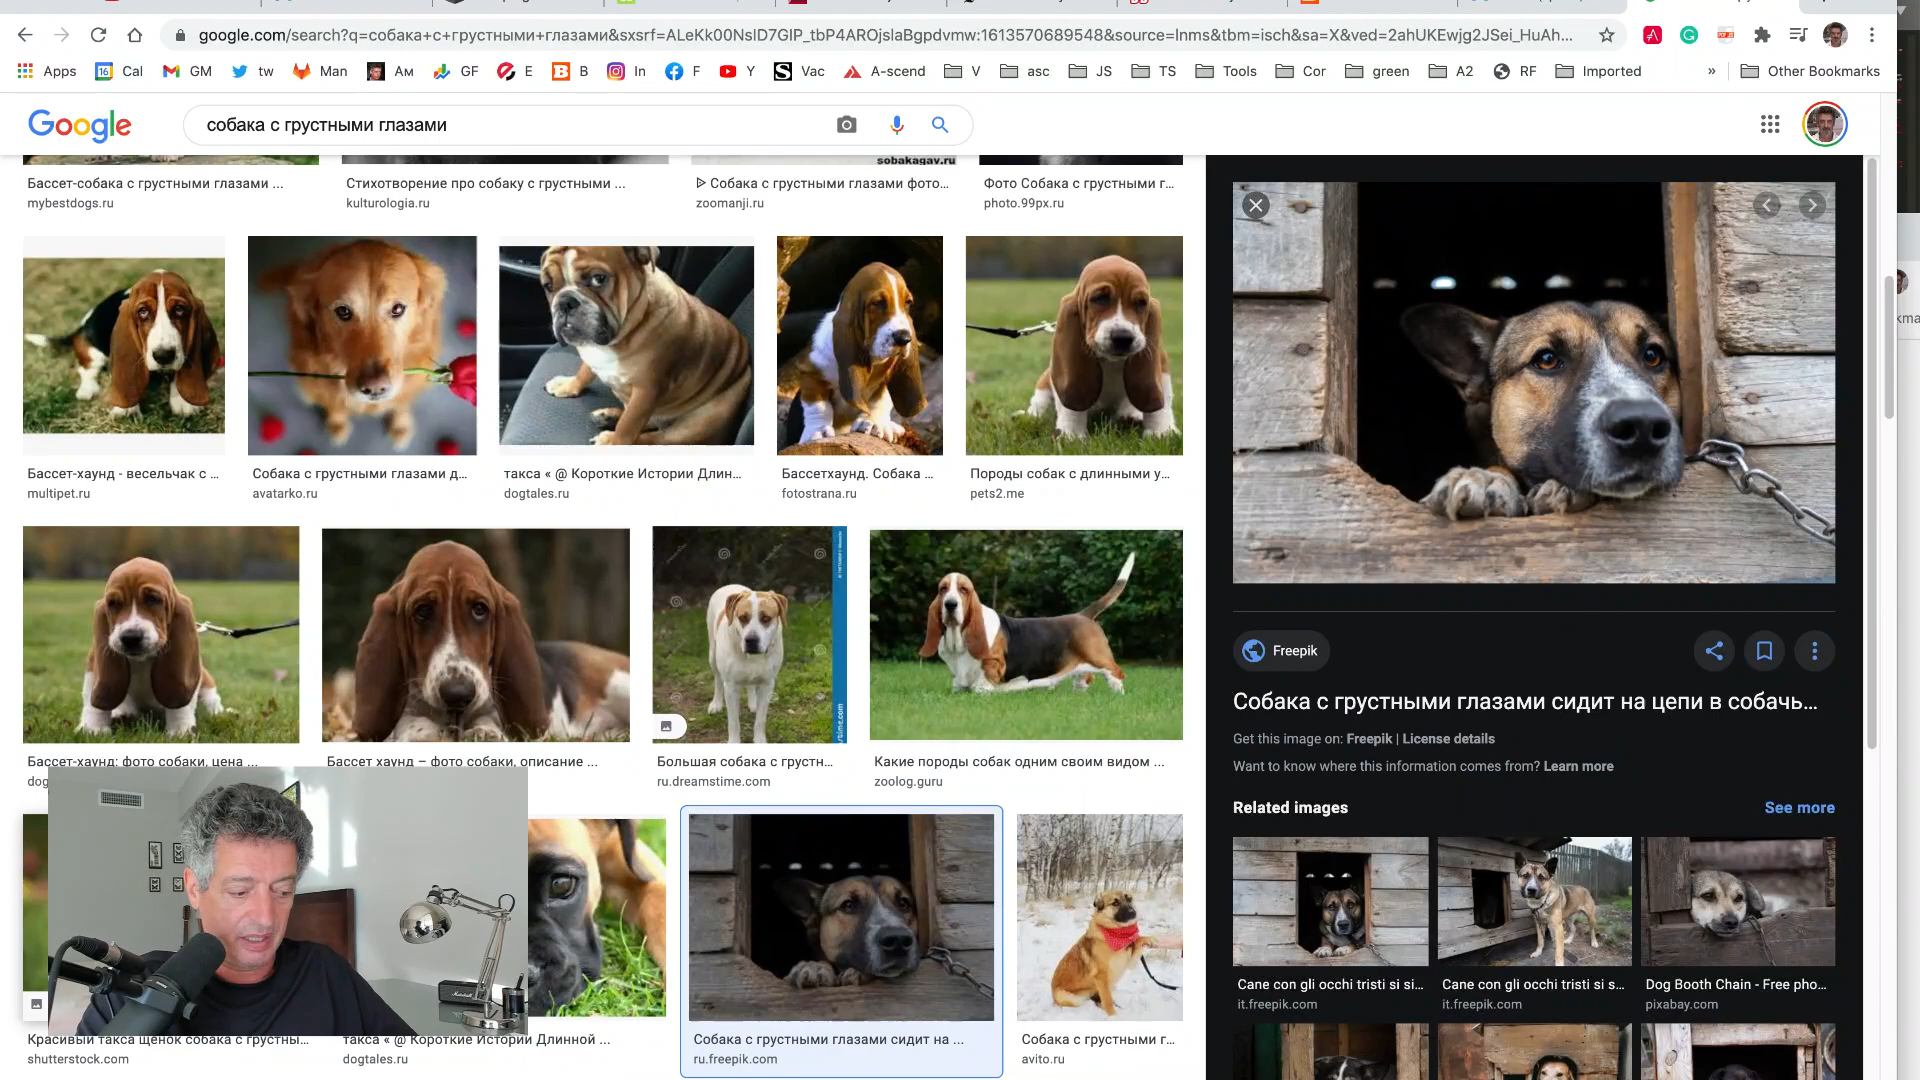 google.com/search?q=собака+с+грустными+глазами&sxsrf=ALeKk00NsID7GIP_tbP4AROjslaBgpdvmw:1613570689548&source=lnms&tbm=isch&sa=X&ved=2ahUKEwjg2JSei_HuAh...
Apps Cal GM tw Man Ам GF E B In F Y Vac A-scend V asc JS TS Tools Cor green A2 RF Imported » Other Bookmarks
Google собака с грустными глазами
sobakagav.ru
Бассет-собака с грустными глазами ... Стихотворение про собаку с грустными ... ᐈ Собака с грустными глазами фото... Фото Собака с грустными г...
mybestdogs.ru kulturologia.ru zoomanji.ru photo.99px.ru
Бассет-хаунд - весельчак с ... Собака с грустными глазами д... такса « @ Короткие Истории Длин... Бассетхаунд. Собака ... Породы собак с длинными у...
multipet.ru avatarko.ru dogtales.ru fotostrana.ru pets2.me
Freepik
Собака с грустными глазами сидит на цепи в собачь...
Get this image on: Freepik | License details
Want to know where this information comes from? Learn more
Бассет-хаунд: фото собаки, цена ... Бассет хаунд – фото собаки, описание ... Большая собака с грустн... Какие породы собак одним своим видом ...
dog ru.dreamstime.com zoolog.guru
Related images See more
Cane con gli occhi tristi si si... Cane con gli occhi tristi si s... Dog Booth Chain - Free pho...
it.freepik.com it.freepik.com pixabay.com
Красивый такса щенок собака с грустны... такса « @ Короткие Истории Длинной ... Собака с грустными глазами сидит на ... Собака с грустными г...
shutterstock.com dogtales.ru ru.freepik.com avito.ru